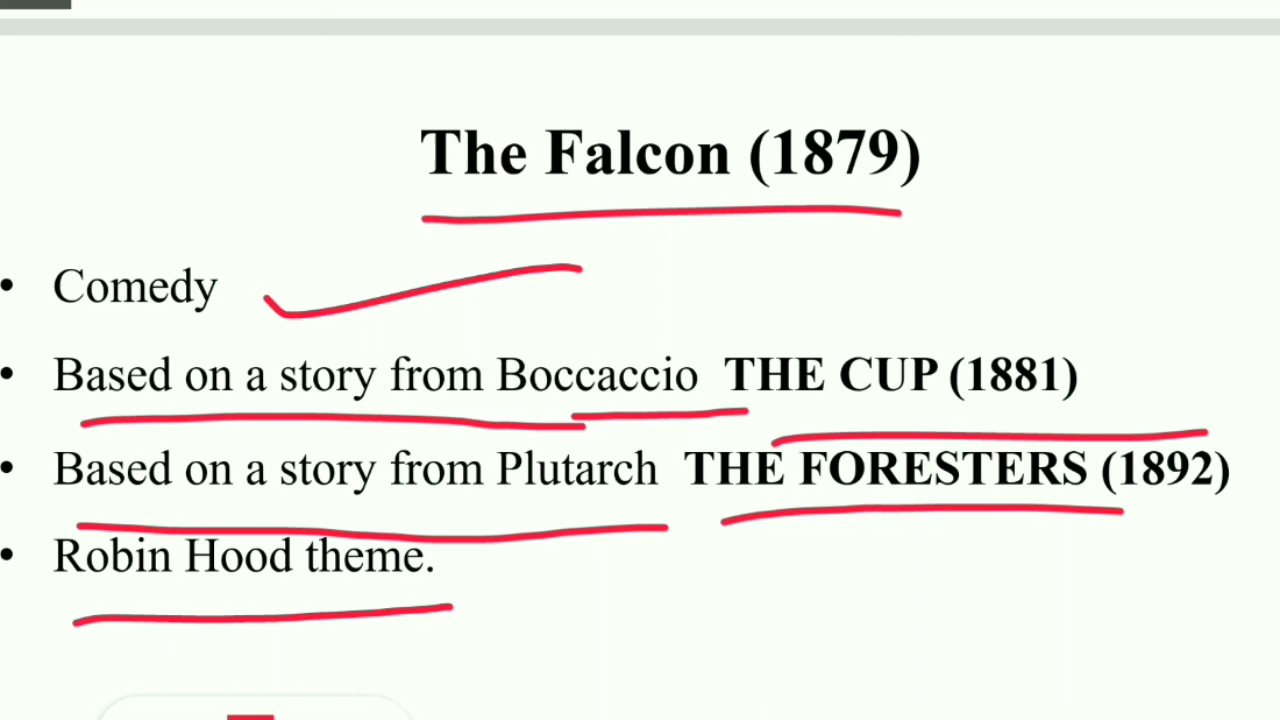 The Falcon (1879)
• Comedy
• Based on a story from Boccaccio THE CUP (1881)
• Based on a story from Plutarch THE FORESTERS (1892)
• Robin Hood theme.